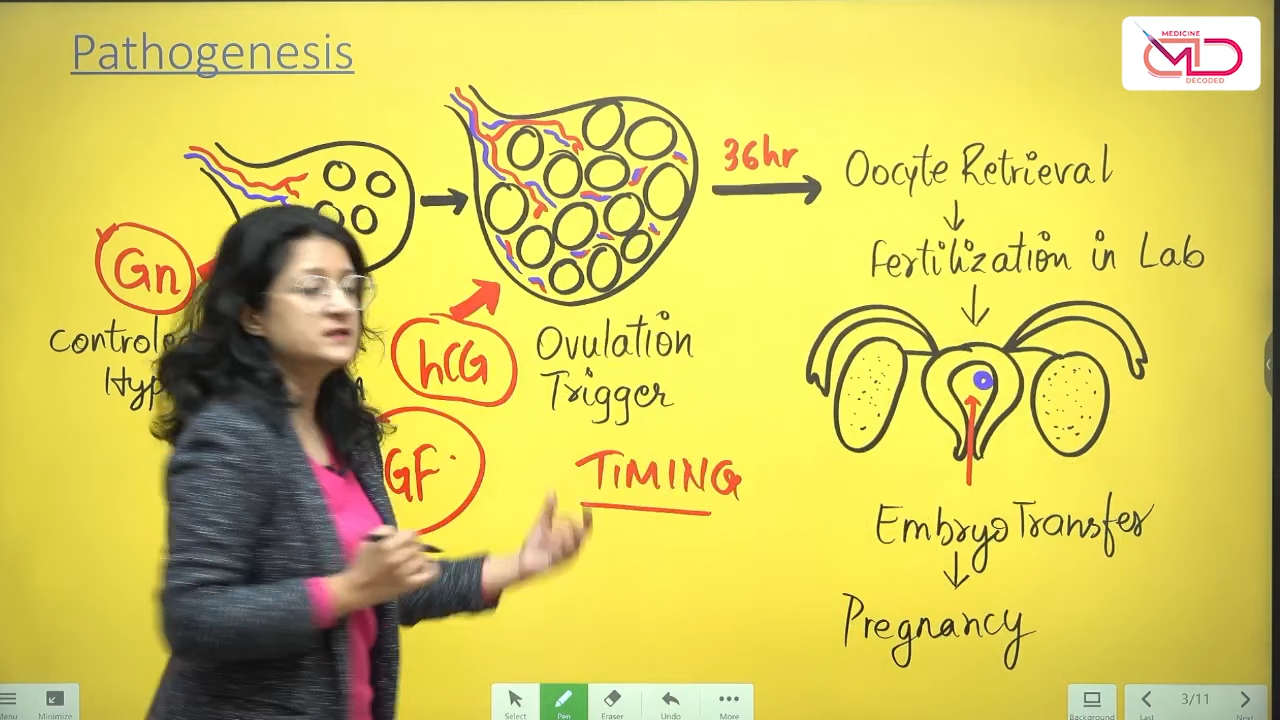 Pathogenesis
MEDICINE
MD
DECODED
Gn
hCG
Ovulation
Trigger
TIMING
36hr
Oocyte Retrieval
Fertilization in Lab
Embryo Transfer
Pregnancy
Menu
Minimize
Select
Pen
Eraser
Undo
More
Background
Last
3/11
Next